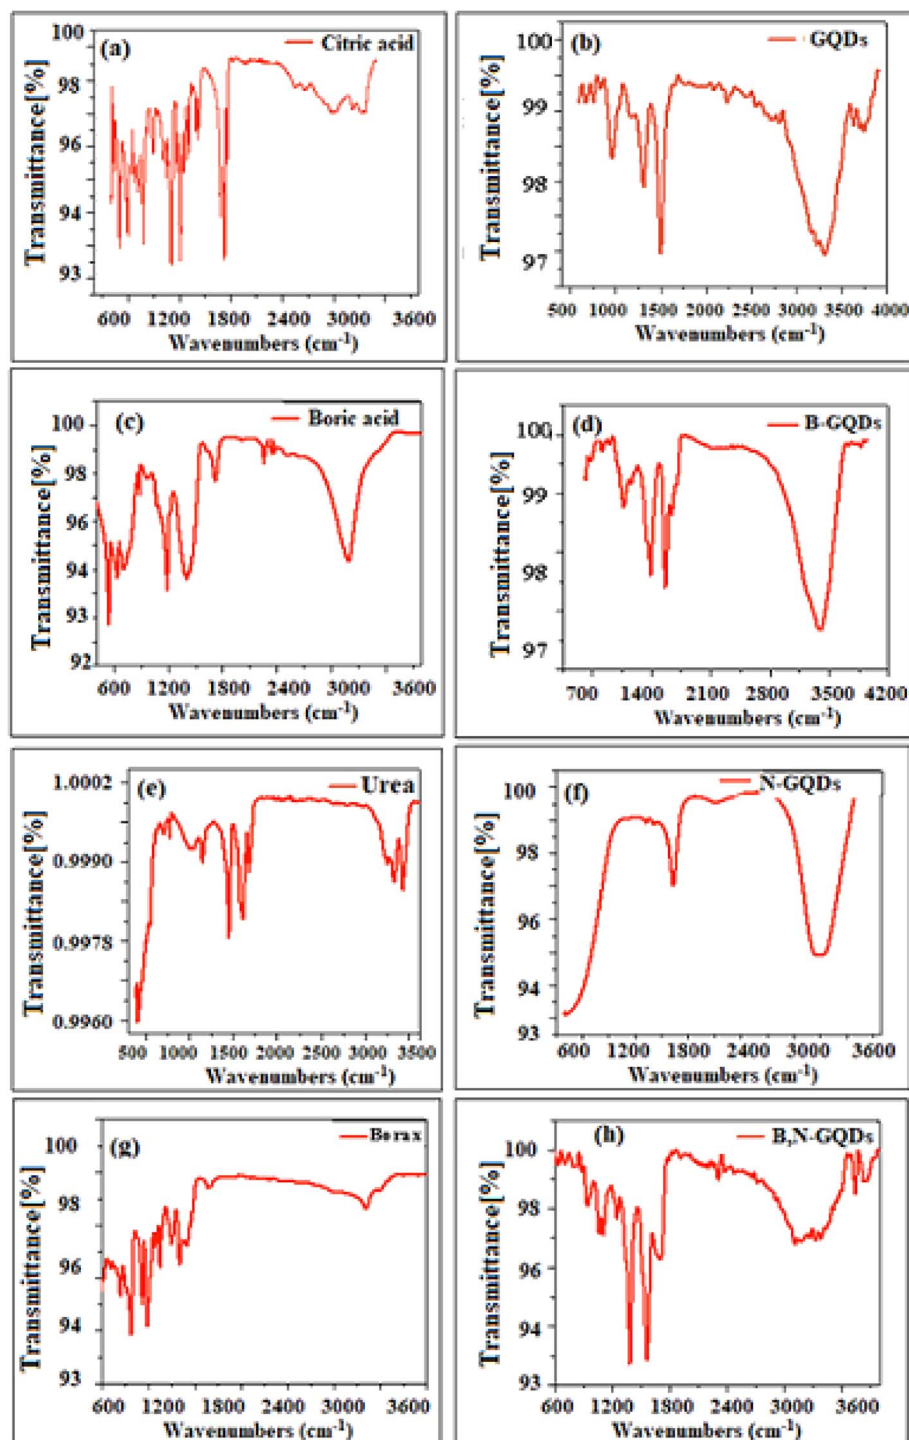 (a) Citric acid
Transmittance[%]
100
98
96
94
93
600 1200 1800 2400 3000 3600
Wavenumbers (cm-1)
(b) GQDs
Transmittance[%]
100
99
98
97
500 1000 1500 2000 2500 3000 3500 4000
Wavenumbers (cm-1)
(c) Boric acid
Transmittance[%]
100
98
96
94
93
92
600 1200 1800 2400 3000 3600
Wavenumbers (cm-1)
(d) B-GQDs
Transmittance[%]
100
99
98
97
700 1400 2100 2800 3500 4200
Wavenumbers (cm-1)
(e) Urea
Transmittance[%]
1.0002
0.9990
0.9978
0.9960
500 1000 1500 2000 2500 3000 3500
Wavenumbers (cm-1)
(f) N-GQDs
Transmittance[%]
100
98
96
94
93
600 1200 1800 2400 3000 3600
Wavenumbers (cm-1)
(g) Borax
Transmittance[%]
100
98
96
94
93
600 1000 1200 1800 2400 3000 3800
Wavenumbers (cm-1)
(h) B,N-GQDs
Transmittance[%]
100
99
96
94
93
600 1200 1800 2400 3000 3600
Wavenumbers (cm-1)